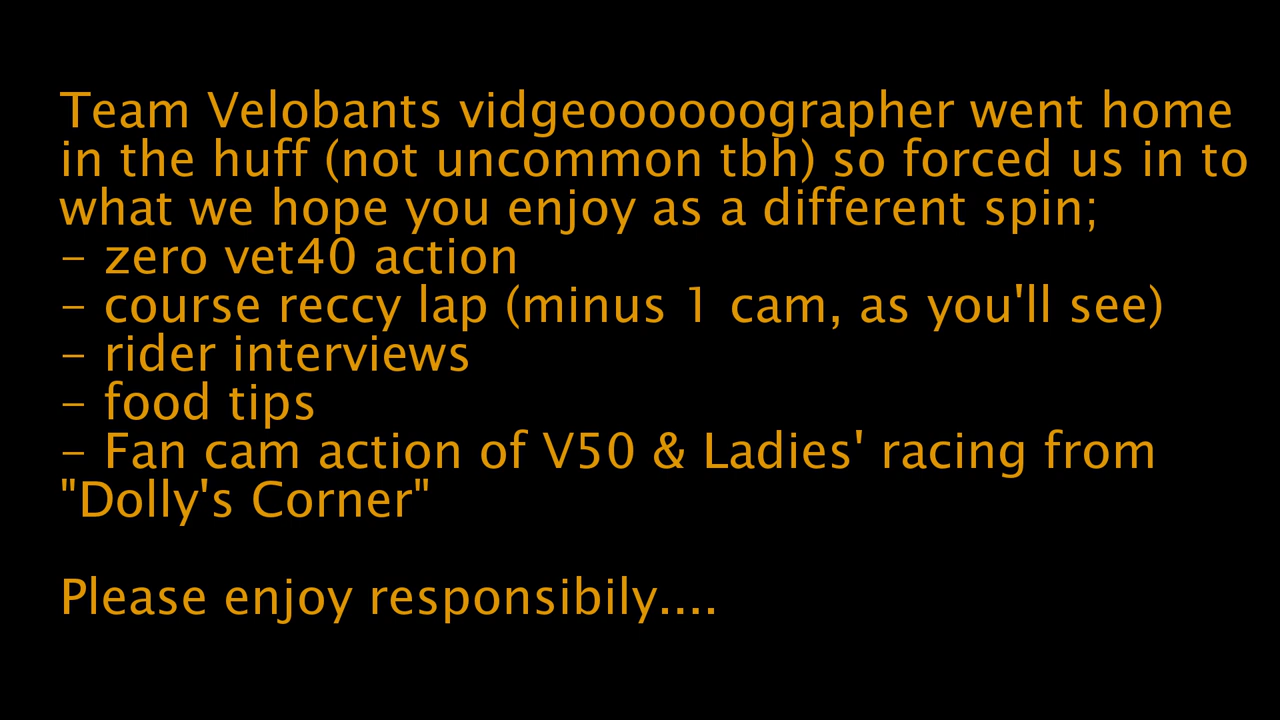 Team Velobants vidgeoooooographer went home
in the huff (not uncommon tbh) so forced us in to
what we hope you enjoy as a different spin;
- zero vet40 action
- course reccy lap (minus 1 cam, as you'll see)
- rider interviews
- food tips
- Fan cam action of V50 & Ladies' racing from
"Dolly's Corner"
Please enjoy responsibily....